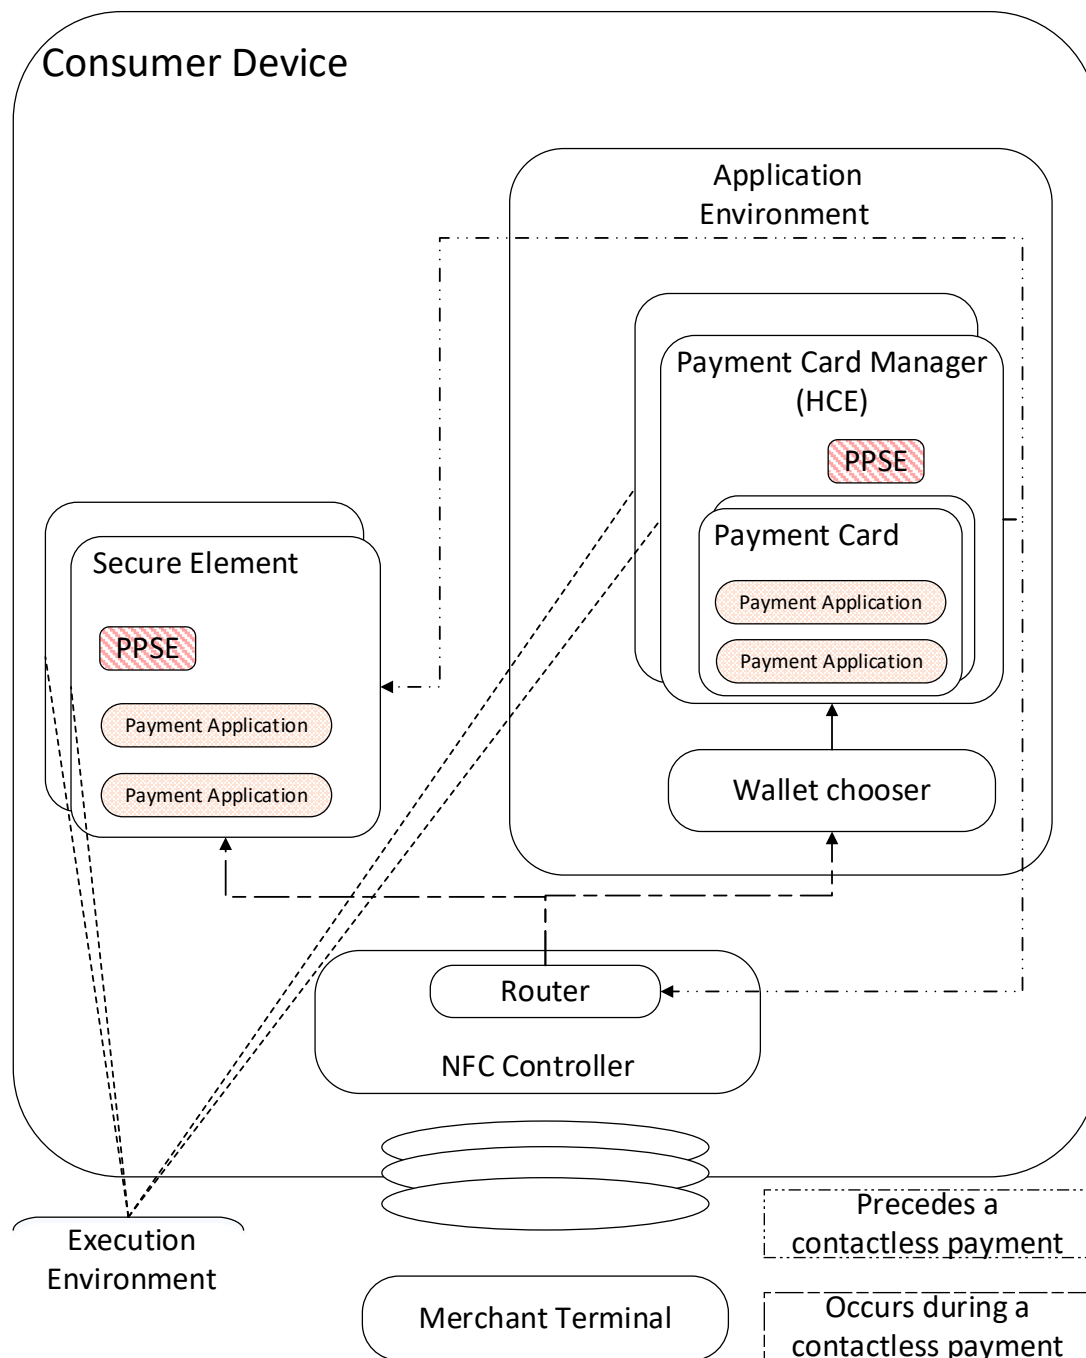 Consumer Device
Application
Environment
Payment Card Manager
(HCE)
PPSE
Payment Card
Payment Application
Payment Application
Secure Element
PPSE
Payment Application
Payment Application
Wallet chooser
Router
NFC Controller
Execution
Environment
Merchant Terminal
Precedes a
contactless payment
Occurs during a
contactless payment